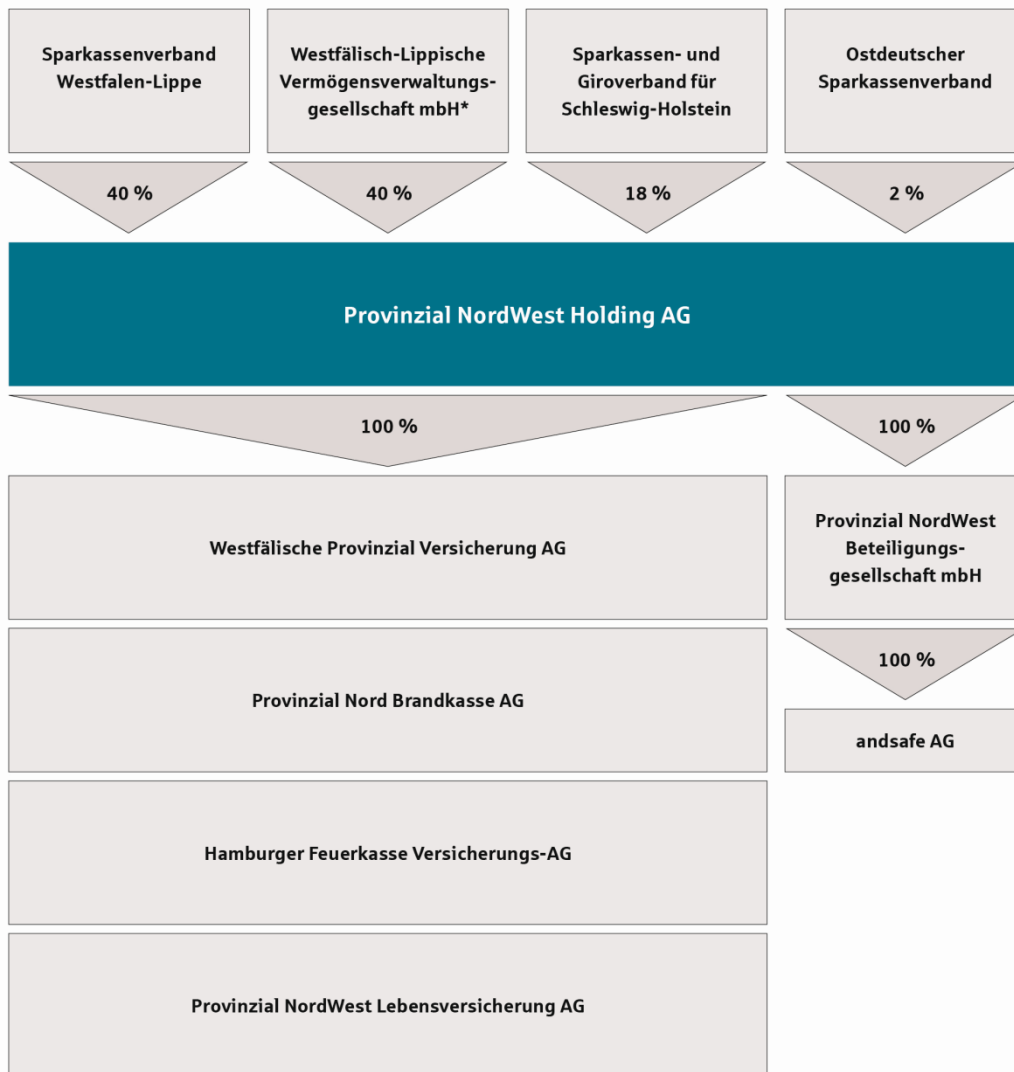 Sparkassenverband
Westfalen-Lippe
Westfälisch-Lippische
Vermögensverwaltungs-
gesellschaft mbH*
Sparkassen- und
Giroverband für
Schleswig-Holstein
Ostdeutscher
Sparkassenverband
40 %
40 %
18 %
2 %
Provinzial NordWest Holding AG
100 %
100 %
Westfälische Provinzial Versicherung AG
Provinzial NordWest
Beteiligungs-
gesellschaft mbH
100 %
Provinzial Nord Brandkasse AG
andsafe AG
Hamburger Feuerkasse Versicherungs-AG
Provinzial NordWest Lebensversicherung AG